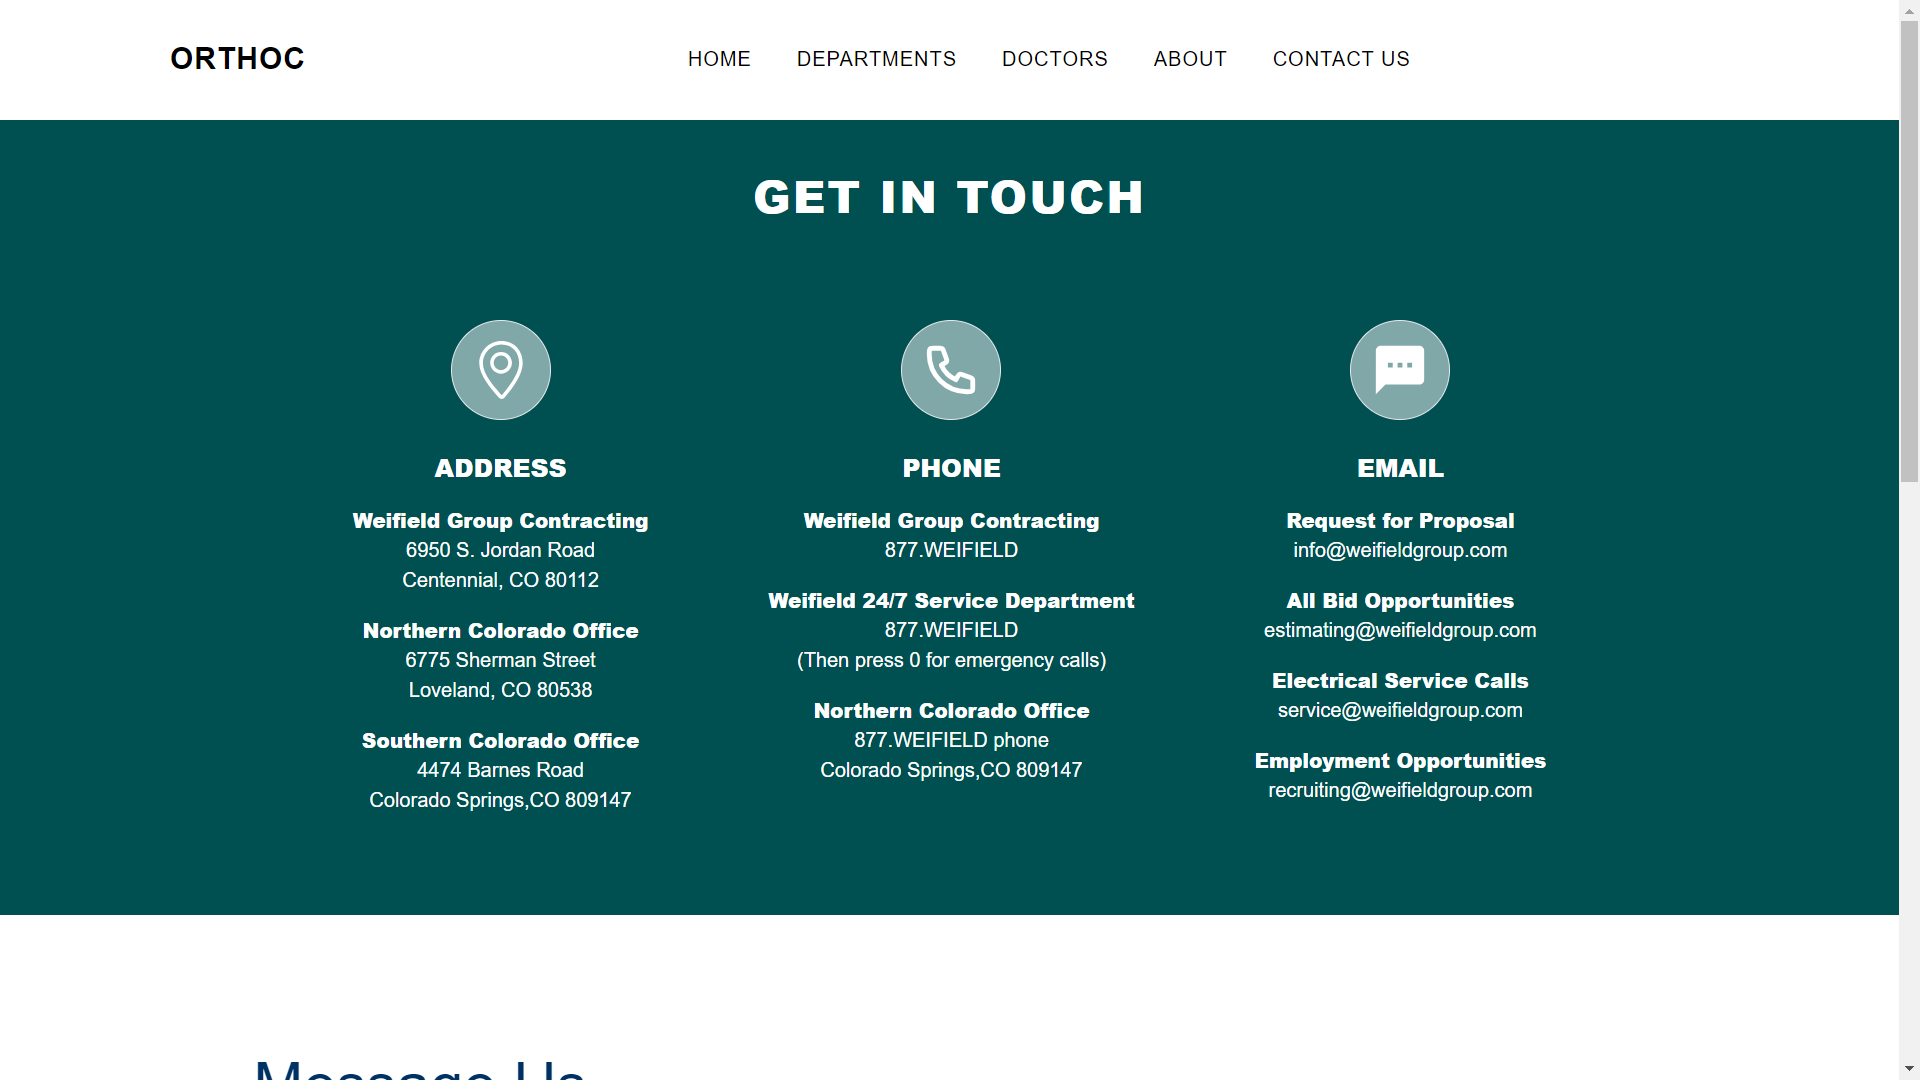 ORTHOC
HOME DEPARTMENTS DOCTORS ABOUT CONTACT US
GET IN TOUCH
ADDRESS
Weifield Group Contracting
6950 S. Jordan Road
Centennial, CO 80112
Northern Colorado Office
6775 Sherman Street
Loveland, CO 80538
Southern Colorado Office
4474 Barnes Road
Colorado Springs,CO 809147
PHONE
Weifield Group Contracting
877.WEIFIELD
Weifield 24/7 Service Department
877.WEIFIELD
(Then press 0 for emergency calls)
Northern Colorado Office
877.WEIFIELD phone
Colorado Springs,CO 809147
EMAIL
Request for Proposal
info@weifieldgroup.com
All Bid Opportunities
estimating@weifieldgroup.com
Electrical Service Calls
service@weifieldgroup.com
Employment Opportunities
recruiting@weifieldgroup.com
Message Us